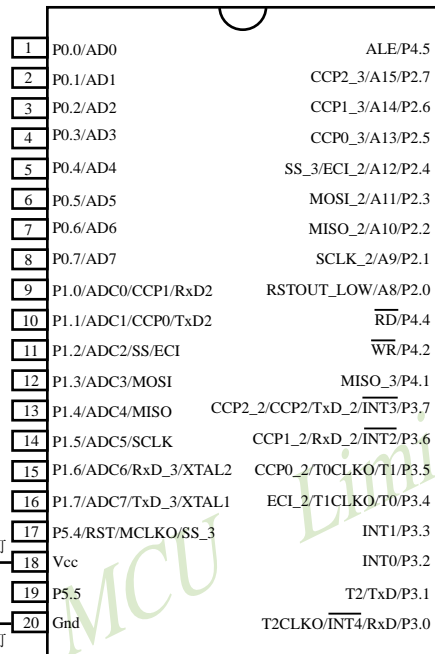 1 P0.0/AD0 ALE/P4.5
2 P0.1/AD1 CCP2_3/A15/P2.7
3 P0.2/AD2 CCP1_3/A14/P2.6
4 P0.3/AD3 CCP0_3/A13/P2.5
5 P0.4/AD4 SS_3/ECI_2/A12/P2.4
6 P0.5/AD5 MOSI_2/A11/P2.3
7 P0.6/AD6 MISO_2/A10/P2.2
8 P0.7/AD7 SCLK_2/A9/P2.1
9 P1.0/ADC0/CCP1/RxD2 RSTOUT_LOW/A8/P2.0
10 P1.1/ADC1/CCP0/TxD2 RD/P4.4
11 P1.2/ADC2/SS/ECI WR/P4.2
12 P1.3/ADC3/MOSI MISO_3/P4.1
13 P1.4/ADC4/MISO CCP2_2/CCP2/TxD_2/INT3/P3.7
14 P1.5/ADC5/SCLK CCP1_2/RxD_2/INT2/P3.6
15 P1.6/ADC6/RxD_3/XTAL2 CCP0_2/T0CLKO/T1/P3.5
16 P1.7/ADC7/TxD_3/XTAL1 ECI_2/T1CLKO/T0/P3.4
17 P5.4/RST/MCLKO/SS_3 INT1/P3.3
18 Vcc INT0/P3.2
19 P5.5 T2/TxD/P3.1
20 Gnd T2CLKO/INT4/RxD/P3.0
MCU Limi